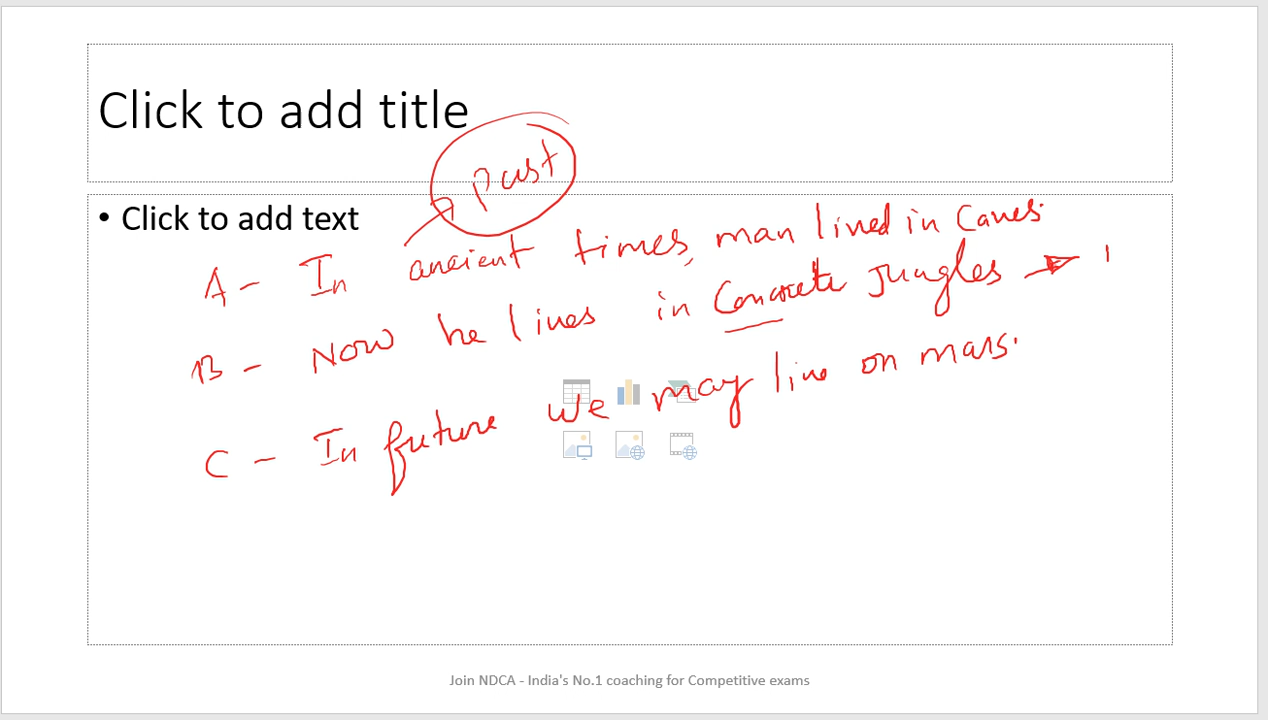 Click to add title
Past
• Click to add text
A - In ancient times, man lived in Caves.
B - Now he lives in Concrete Jungles →
C - In future we may live on mars.
Join NDCA - India's No.1 coaching for Competitive exams